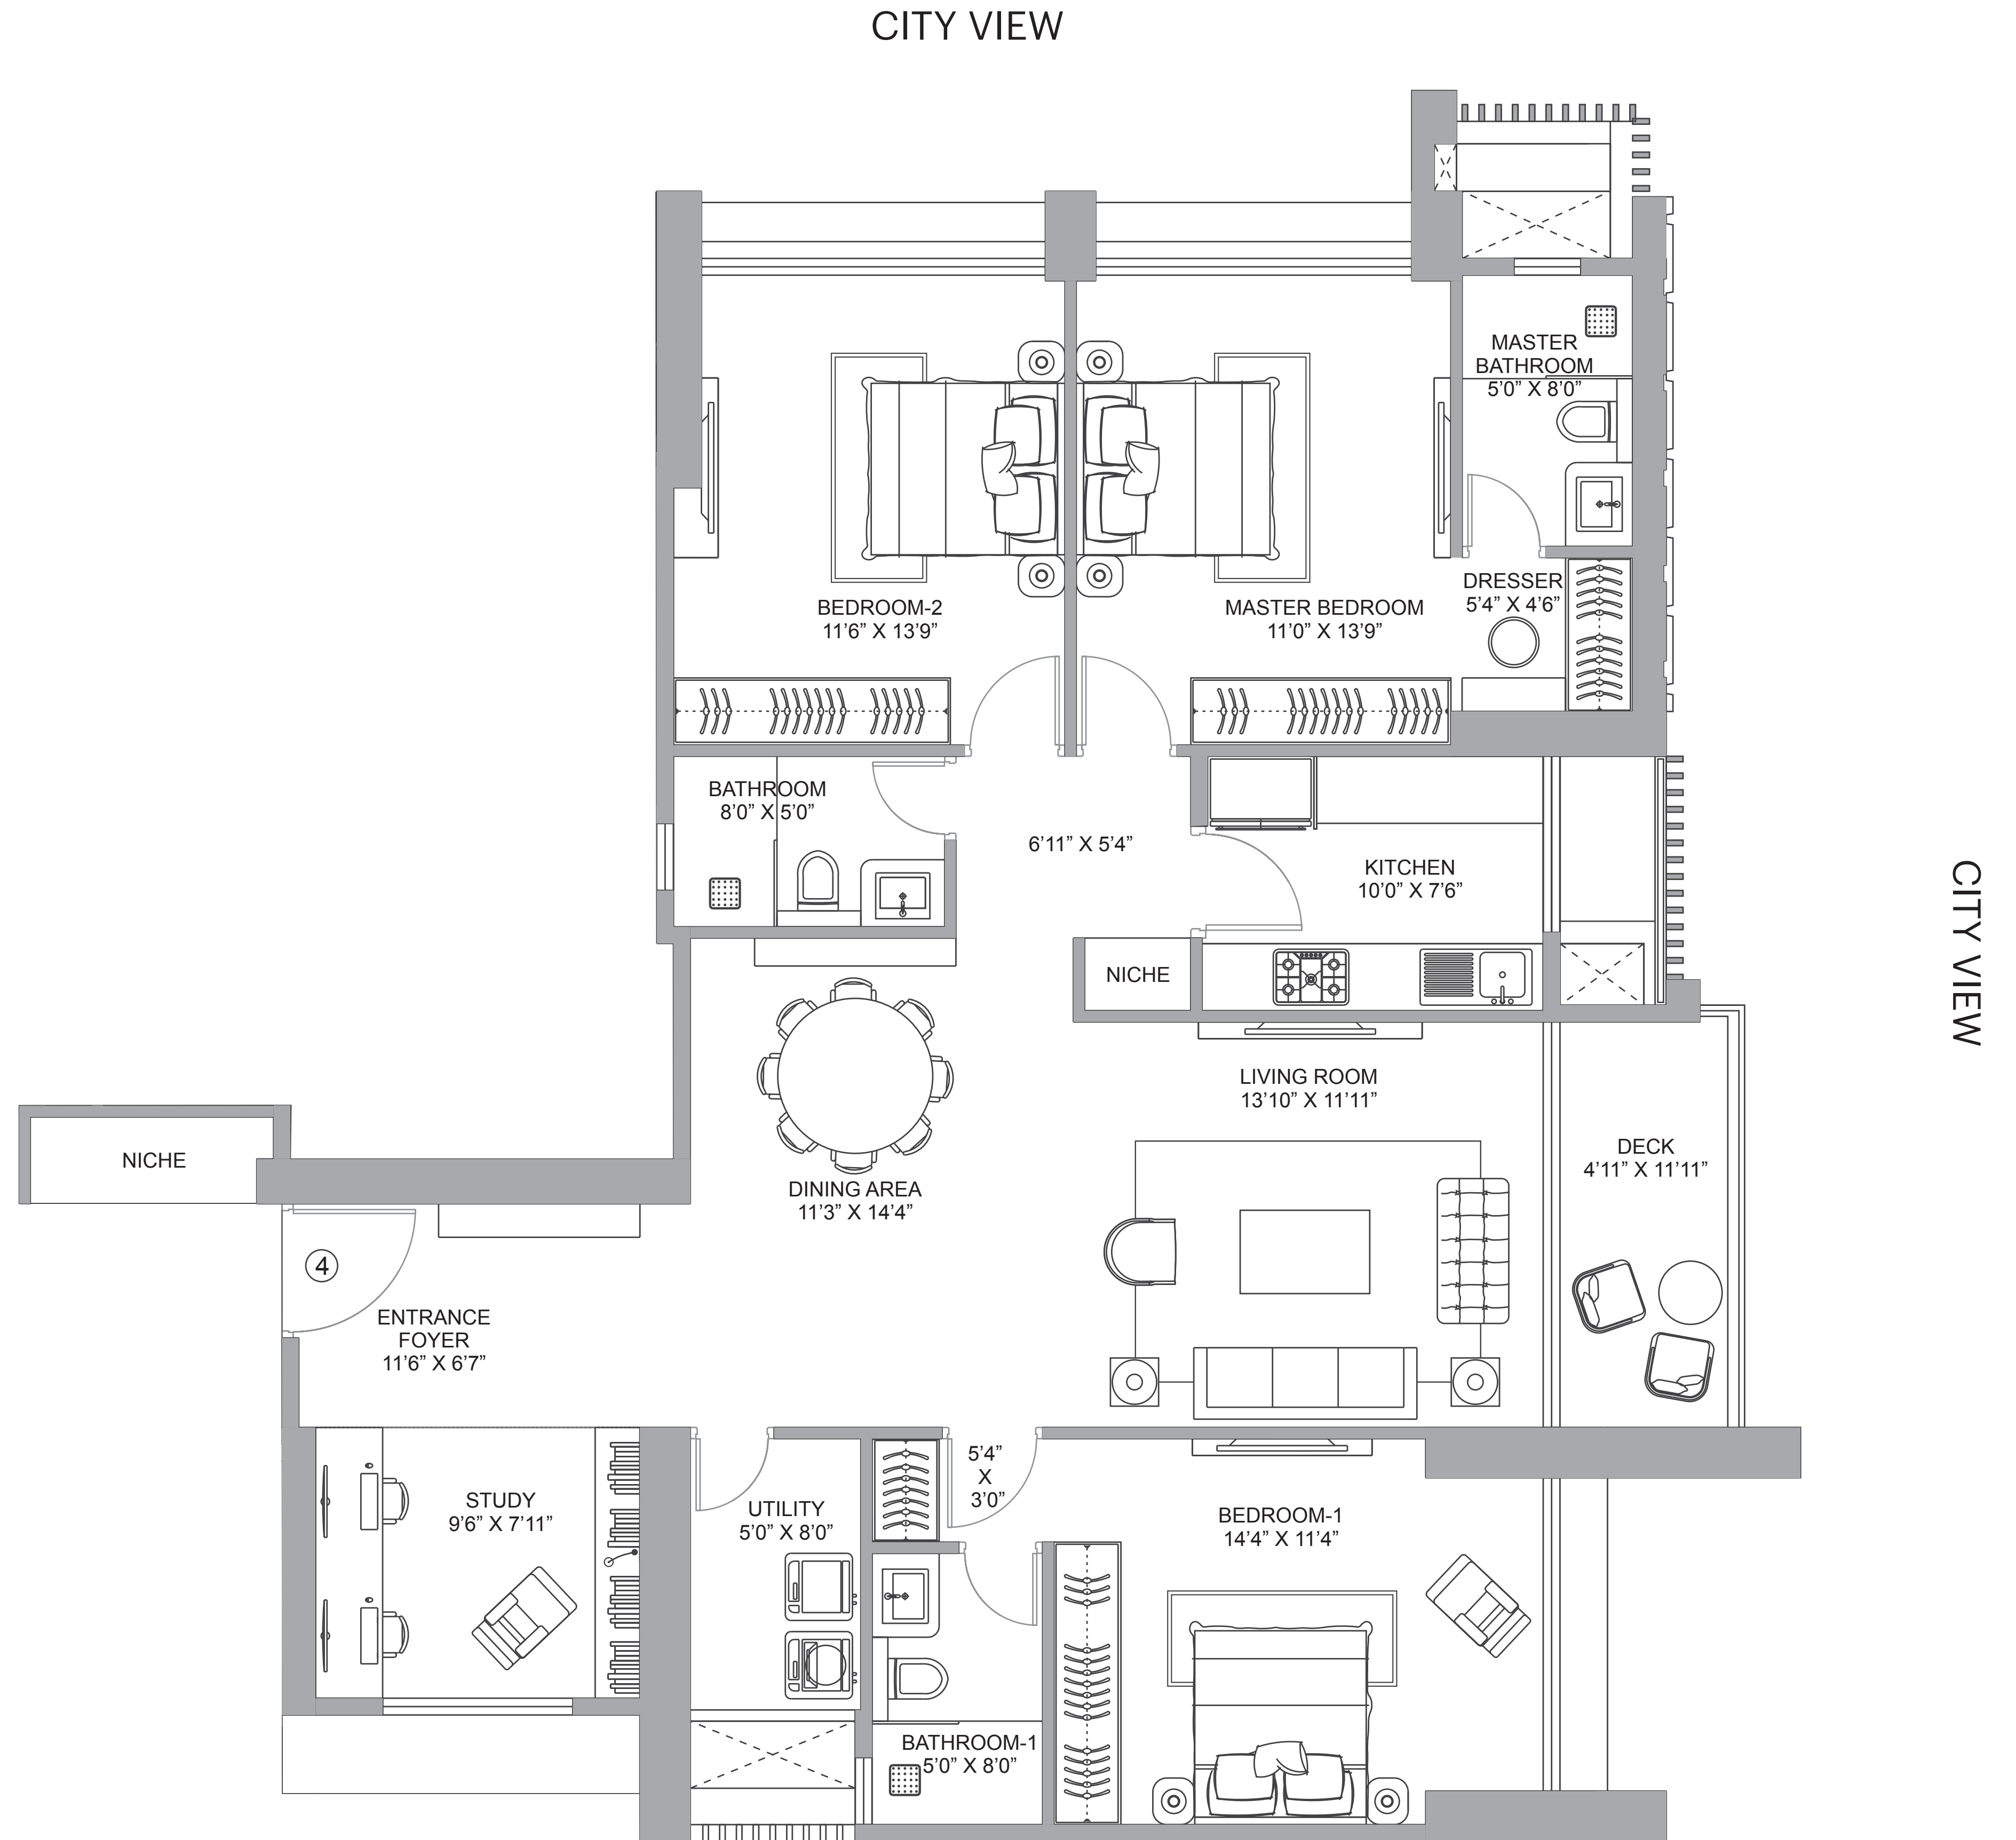 CITY VIEW
MASTER
BATHROOM
5’0” X 8’0”
DRESSER
5’4” X 4’6”
BEDROOM-2
11’6” X 13’9”
MASTER BEDROOM
11’0” X 13’9”
BATHROOM
8’0” X 5’0”
6’11” X 5’4”
KITCHEN
10’0” X 7’6”
CITY VIEW
NICHE
LIVING ROOM
13’10” X 11’11”
DECK
4’11” X 11’11”
NICHE
DINING AREA
11’3” X 14’4”
4
ENTRANCE
FOYER
11’6” X 6’7”
STUDY
9’6” X 7’11”
UTILITY
5’0” X 8’0”
5’4”
X
3’0”
BEDROOM-1
14’4” X 11’4”
BATHROOM-1
5’0” X 8’0”